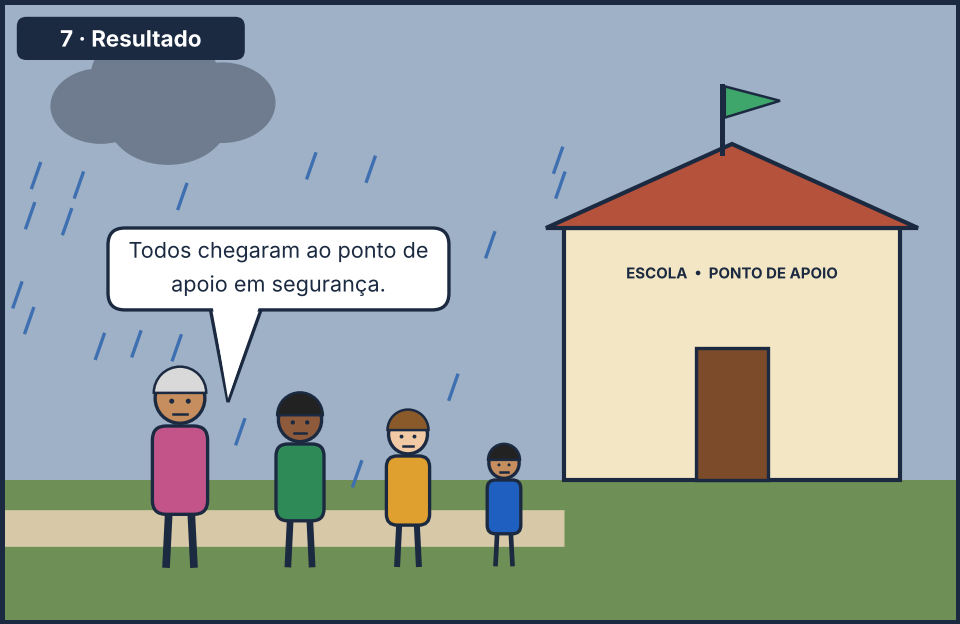 7 · Resultado
Todos chegaram ao ponto de
apoio em segurança.
ESCOLA • PONTO DE APOIO